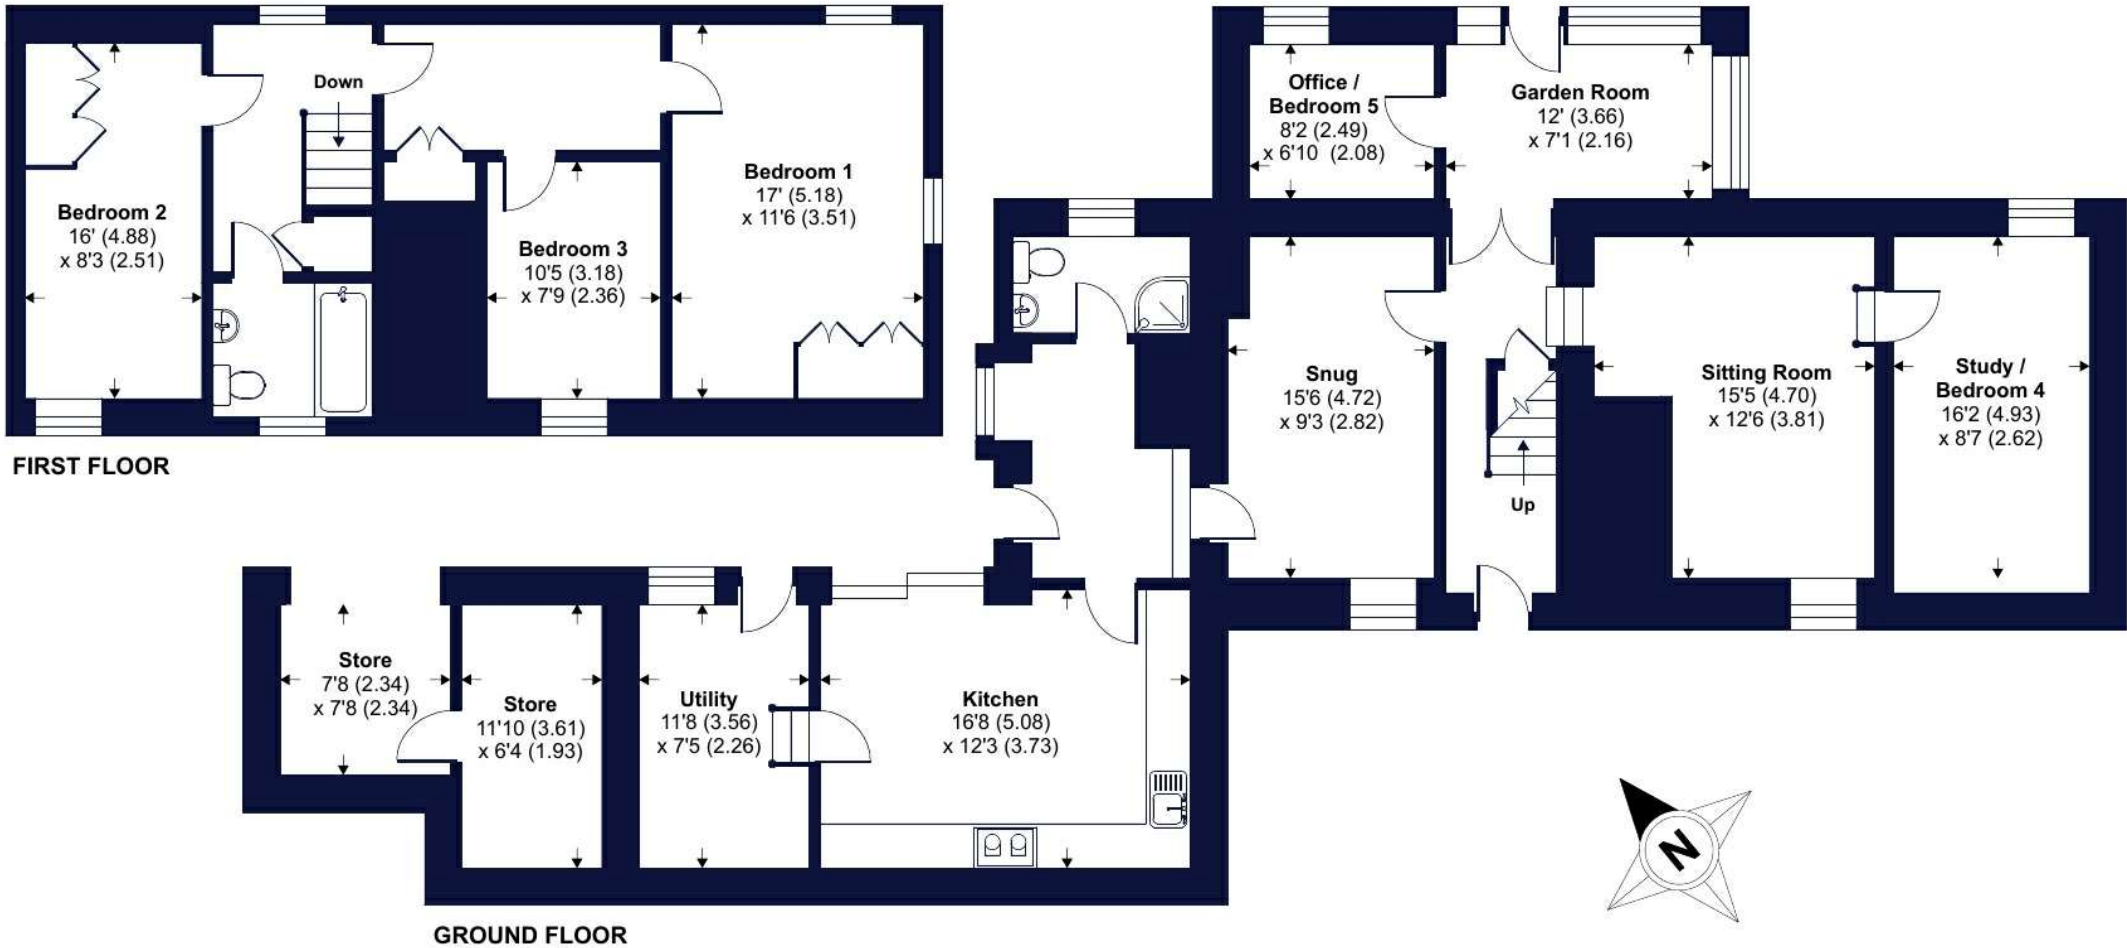 Down
Bedroom 2
16' (4.88)
x 8'3 (2.51)
Bedroom 3
10'5 (3.18)
x 7'9 (2.36)
Bedroom 1
17' (5.18)
x 11'6 (3.51)
FIRST FLOOR
Office /
Bedroom 5
8'2 (2.49)
x 6'10 (2.08)
Garden Room
12' (3.66)
x 7'1 (2.16)
Snug
15'6 (4.72)
x 9'3 (2.82)
Up
Sitting Room
15'5 (4.70)
x 12'6 (3.81)
Study /
Bedroom 4
16'2 (4.93)
x 8'7 (2.62)
Store
7'8 (2.34)
x 7'8 (2.34)
Store
11'10 (3.61)
x 6'4 (1.93)
Utility
11'8 (3.56)
x 7'5 (2.26)
Kitchen
16'8 (5.08)
x 12'3 (3.73)
N
GROUND FLOOR